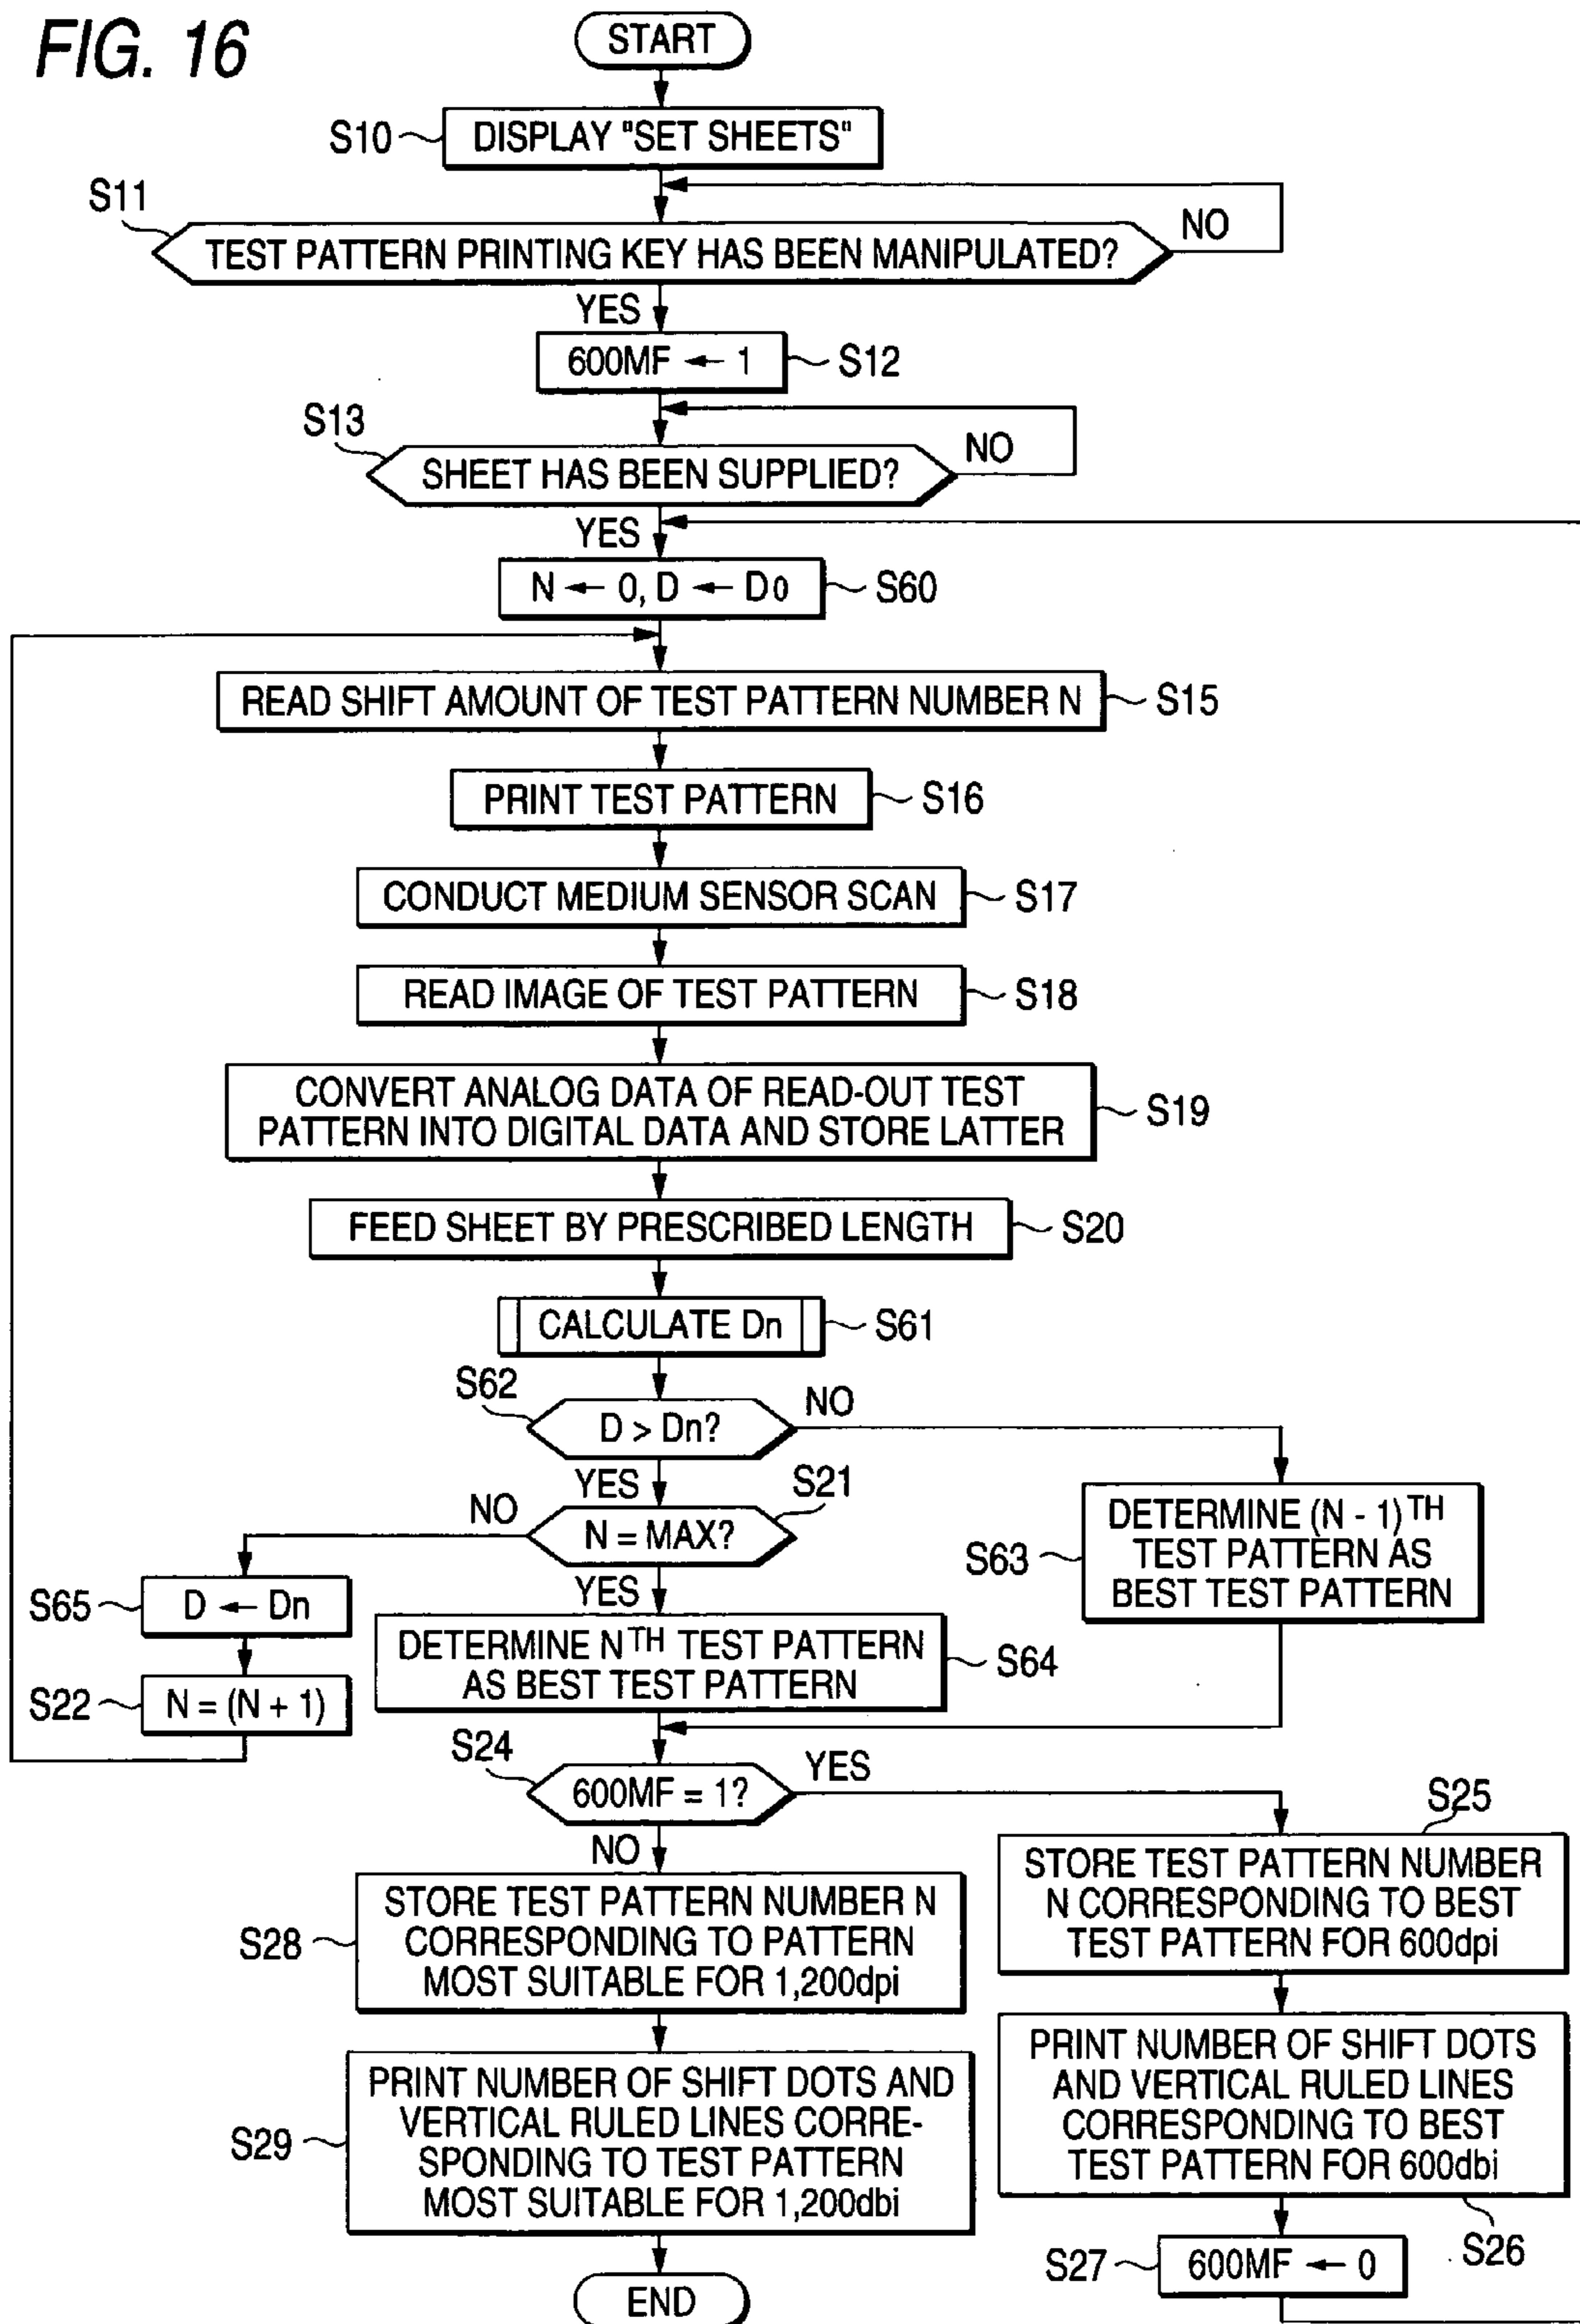 FIG. 16
START
S10
DISPLAY "SET SHEETS"
S11
NO
TEST PATTERN PRINTING KEY HAS BEEN MANIPULATED?
YES
600MF ← 1
S12
S13
NO
SHEET HAS BEEN SUPPLIED?
YES
N ← 0, D ← D0
S60
READ SHIFT AMOUNT OF TEST PATTERN NUMBER N
S15
PRINT TEST PATTERN
S16
CONDUCT MEDIUM SENSOR SCAN
S17
READ IMAGE OF TEST PATTERN
S18
CONVERT ANALOG DATA OF READ-OUT TEST
PATTERN INTO DIGITAL DATA AND STORE LATTER
S19
FEED SHEET BY PRESCRIBED LENGTH
S20
CALCULATE Dn
S61
S62
D > Dn?
NO
YES
S21
NO
N = MAX?
YES
S63
DETERMINE (N - 1)TH
TEST PATTERN AS
BEST TEST PATTERN
S65
D ← Dn
DETERMINE NTH TEST PATTERN
AS BEST TEST PATTERN
S64
S22
N = (N + 1)
S24
600MF = 1?
YES
NO
S25
STORE TEST PATTERN NUMBER
N CORRESPONDING TO BEST
TEST PATTERN FOR 600dpi
S28
STORE TEST PATTERN NUMBER N
CORRESPONDING TO PATTERN
MOST SUITABLE FOR 1,200dpi
PRINT NUMBER OF SHIFT DOTS
AND VERTICAL RULED LINES
CORRESPONDING TO BEST
TEST PATTERN FOR 600dbi
S26
S29
PRINT NUMBER OF SHIFT DOTS AND
VERTICAL RULED LINES CORRE-
SPONDING TO TEST PATTERN
MOST SUITABLE FOR 1,200dbi
S27
600MF ← 0
END